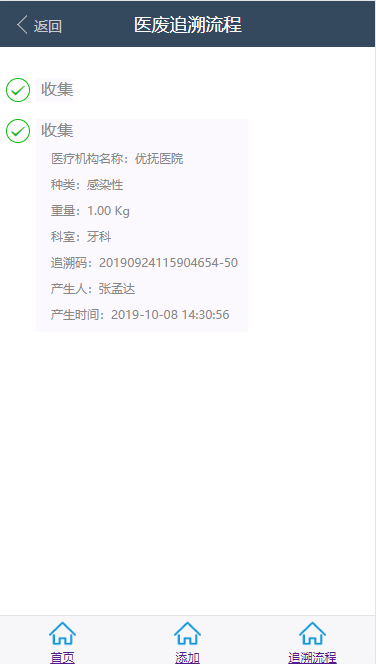 返回
医废追溯流程
收集
收集
医疗机构名称：优抚医院
种类：感染性
重量：1.00 Kg
科室：牙科
追溯码：20190924115904654-50
产生人：张孟达
产生时间：2019-10-08 14:30:56
首页
添加
追溯流程